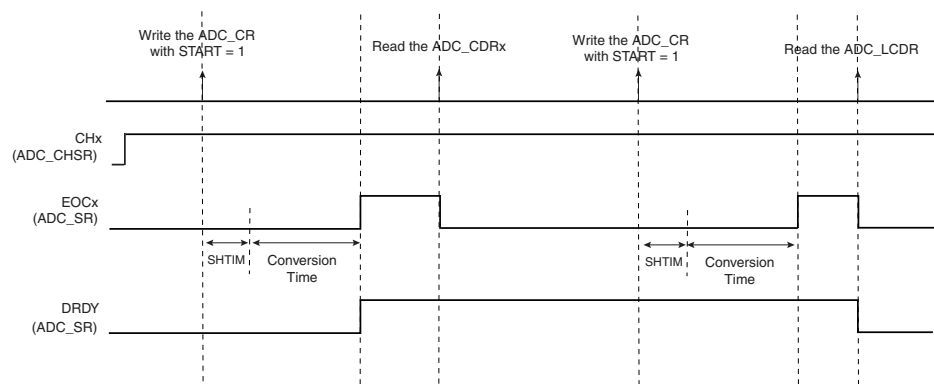 Write the ADC_CR
with START = 1
Read the ADC_CDRx
Write the ADC_CR
with START = 1
Read the ADC_LCDR
CHx
(ADC_CHSR)
EOCx
(ADC_SR)
SHTIM
Conversion
Time
SHTIM
Conversion
Time
DRDY
(ADC_SR)